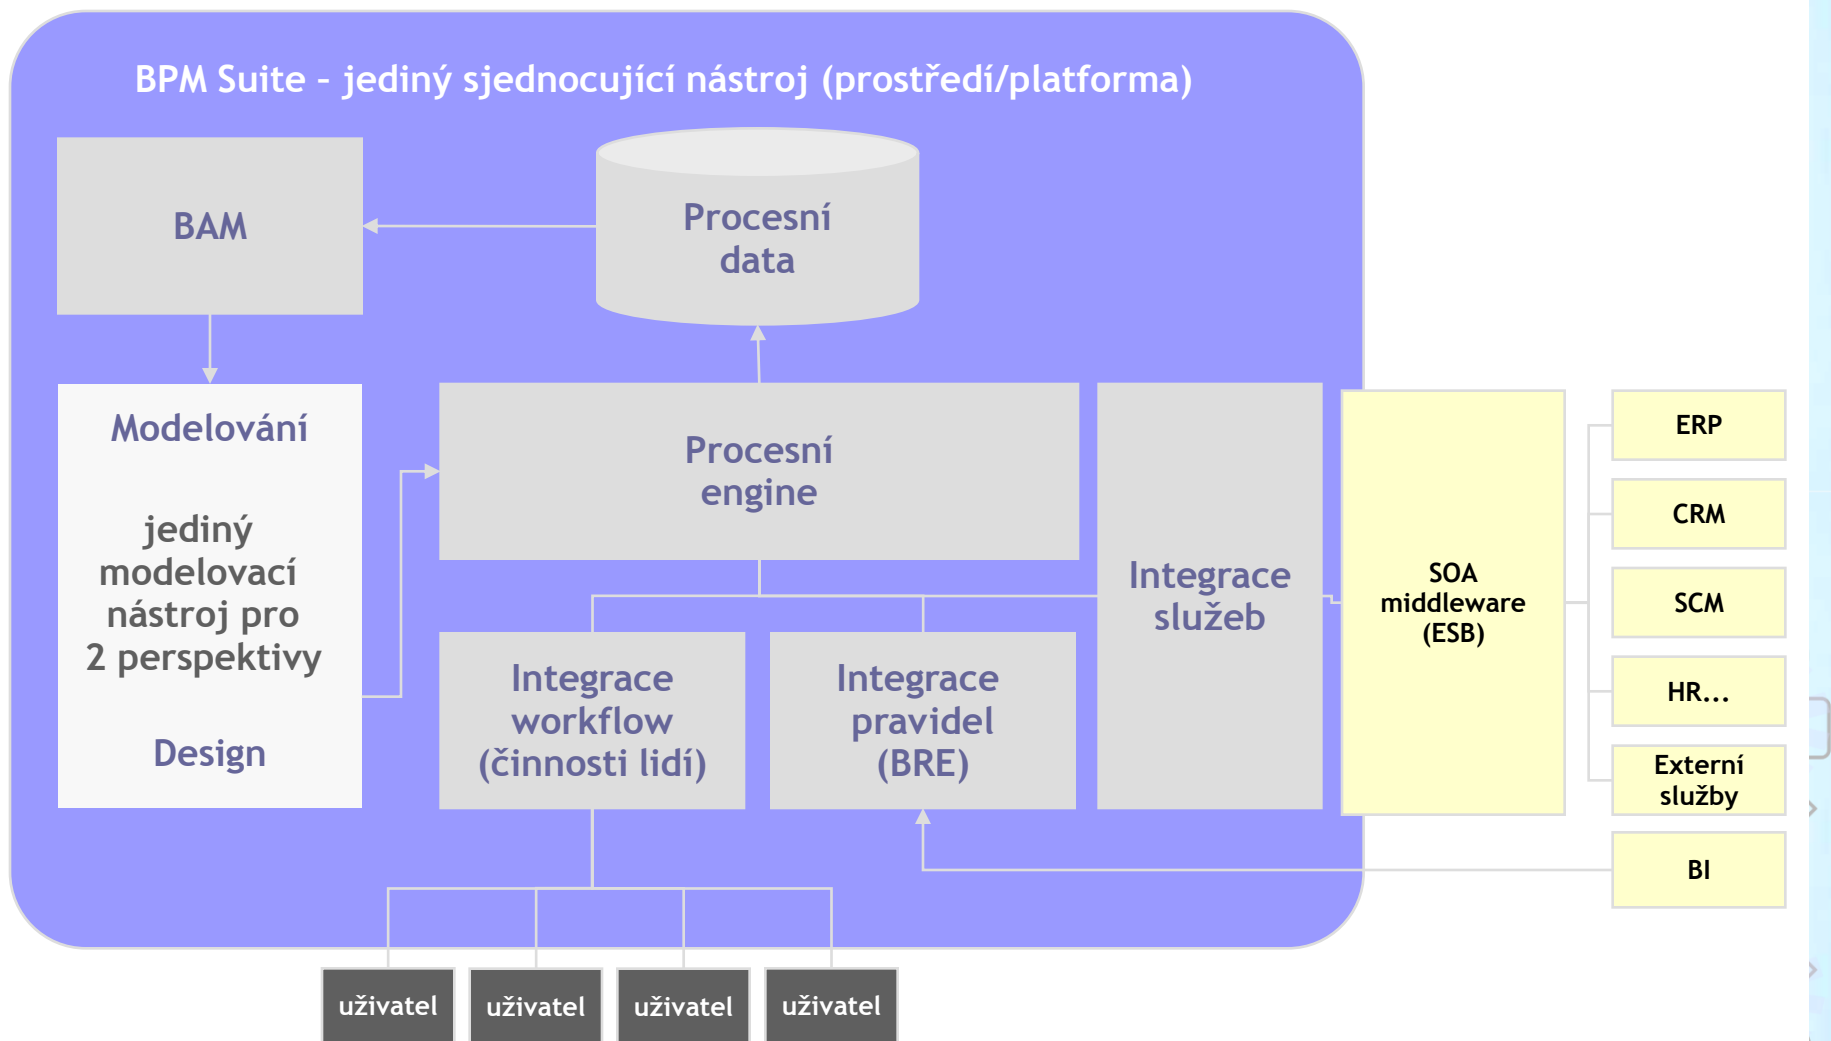 BPM Suite – jediný sjednocující nástroj (prostředí/platforma)
BAM
Procesní
data
Modelování
jediný
modelovací
nástroj pro
2 perspektivy
Design
Procesní
engine
Integrace
workflow
(činnosti lidí)
Integrace
pravidel
(BRE)
Integrace
služeb
SOA
middleware
(ESB)
ERP
CRM
SCM
HR...
Externí
služby
BI
uživatel
uživatel
uživatel
uživatel